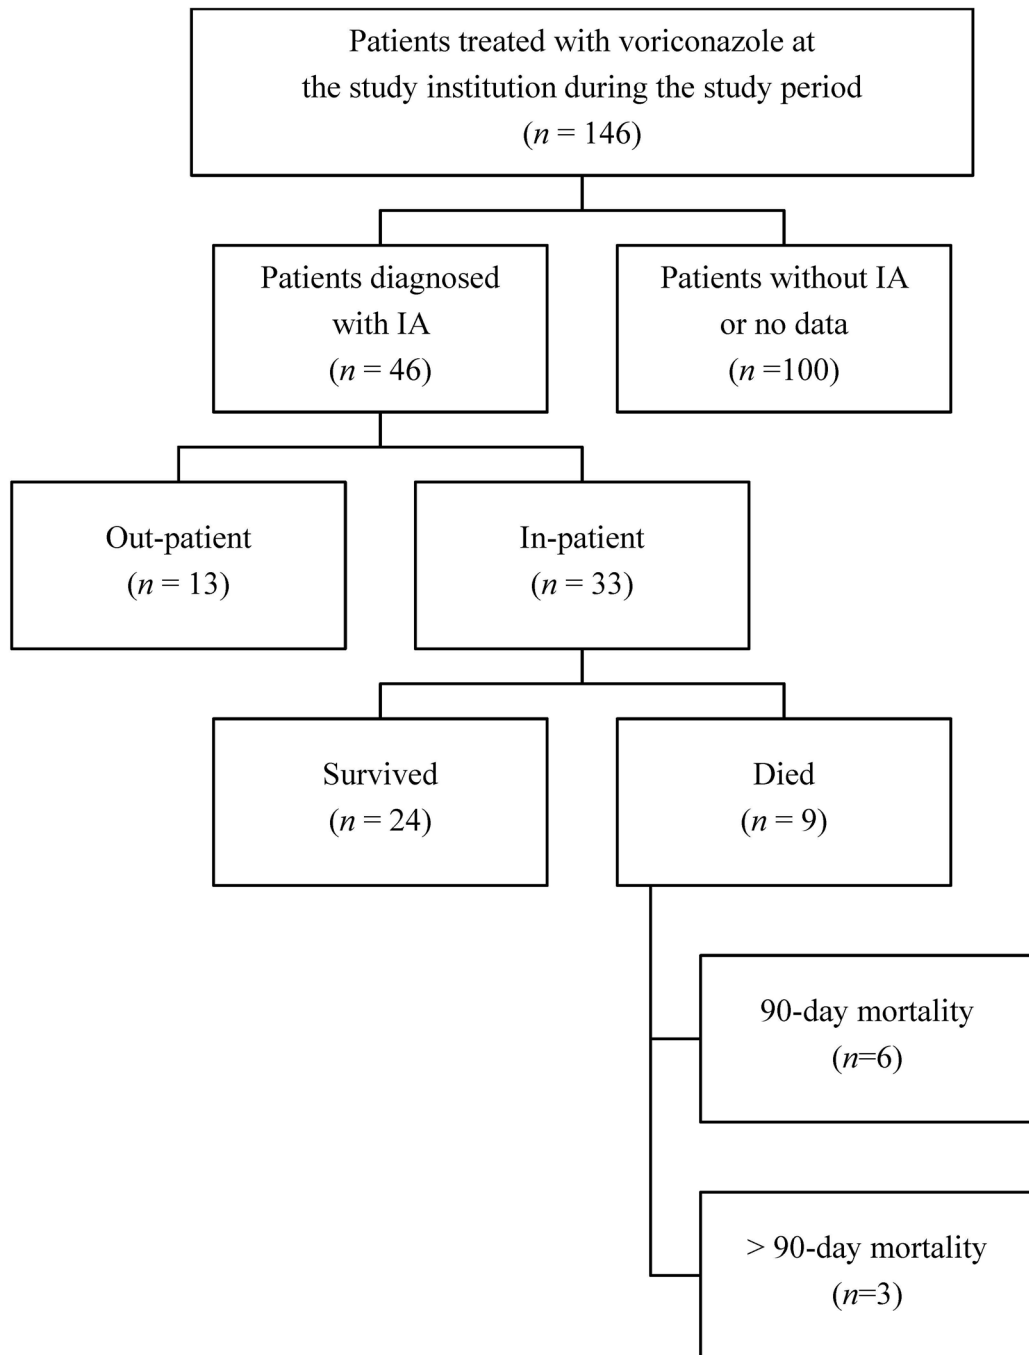 Patients treated with voriconazole at
the study institution during the study period
(n = 146)
Patients diagnosed
with IA
(n = 46)
Patients without IA
or no data
(n =100)
Out-patient
(n = 13)
In-patient
(n = 33)
Survived
(n = 24)
Died
(n = 9)
90-day mortality
(n=6)
> 90-day mortality
(n=3)